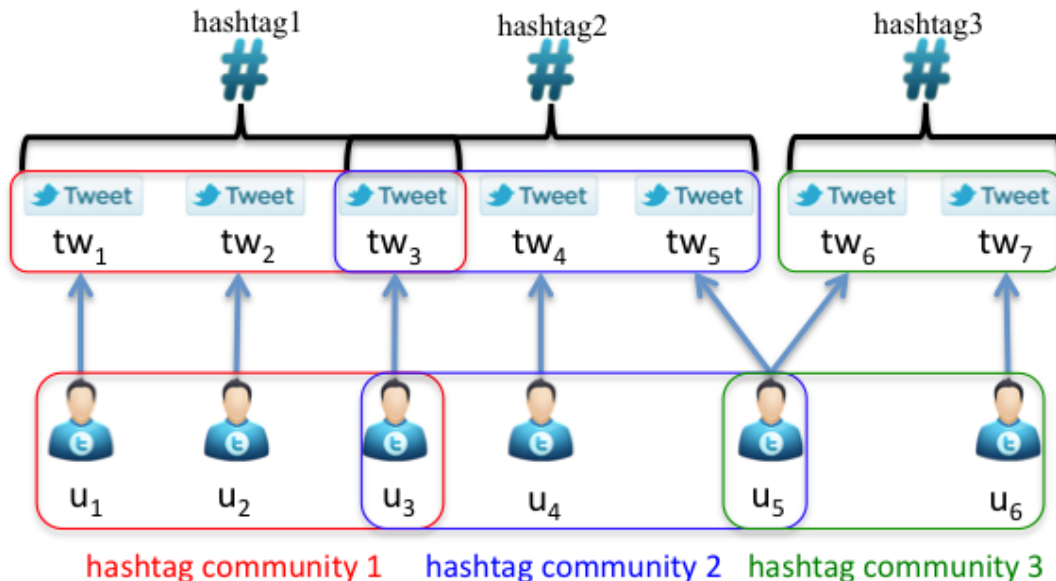 hashtag1 hashtag2 hashtag3
# # #
Tweet Tweet Tweet Tweet Tweet Tweet Tweet
tw₁ tw₂ tw₃ tw₄ tw₅ tw₆ tw₇
u₁ u₂ u₃ u₄ u₅ u₆
hashtag community 1 hashtag community 2 hashtag community 3